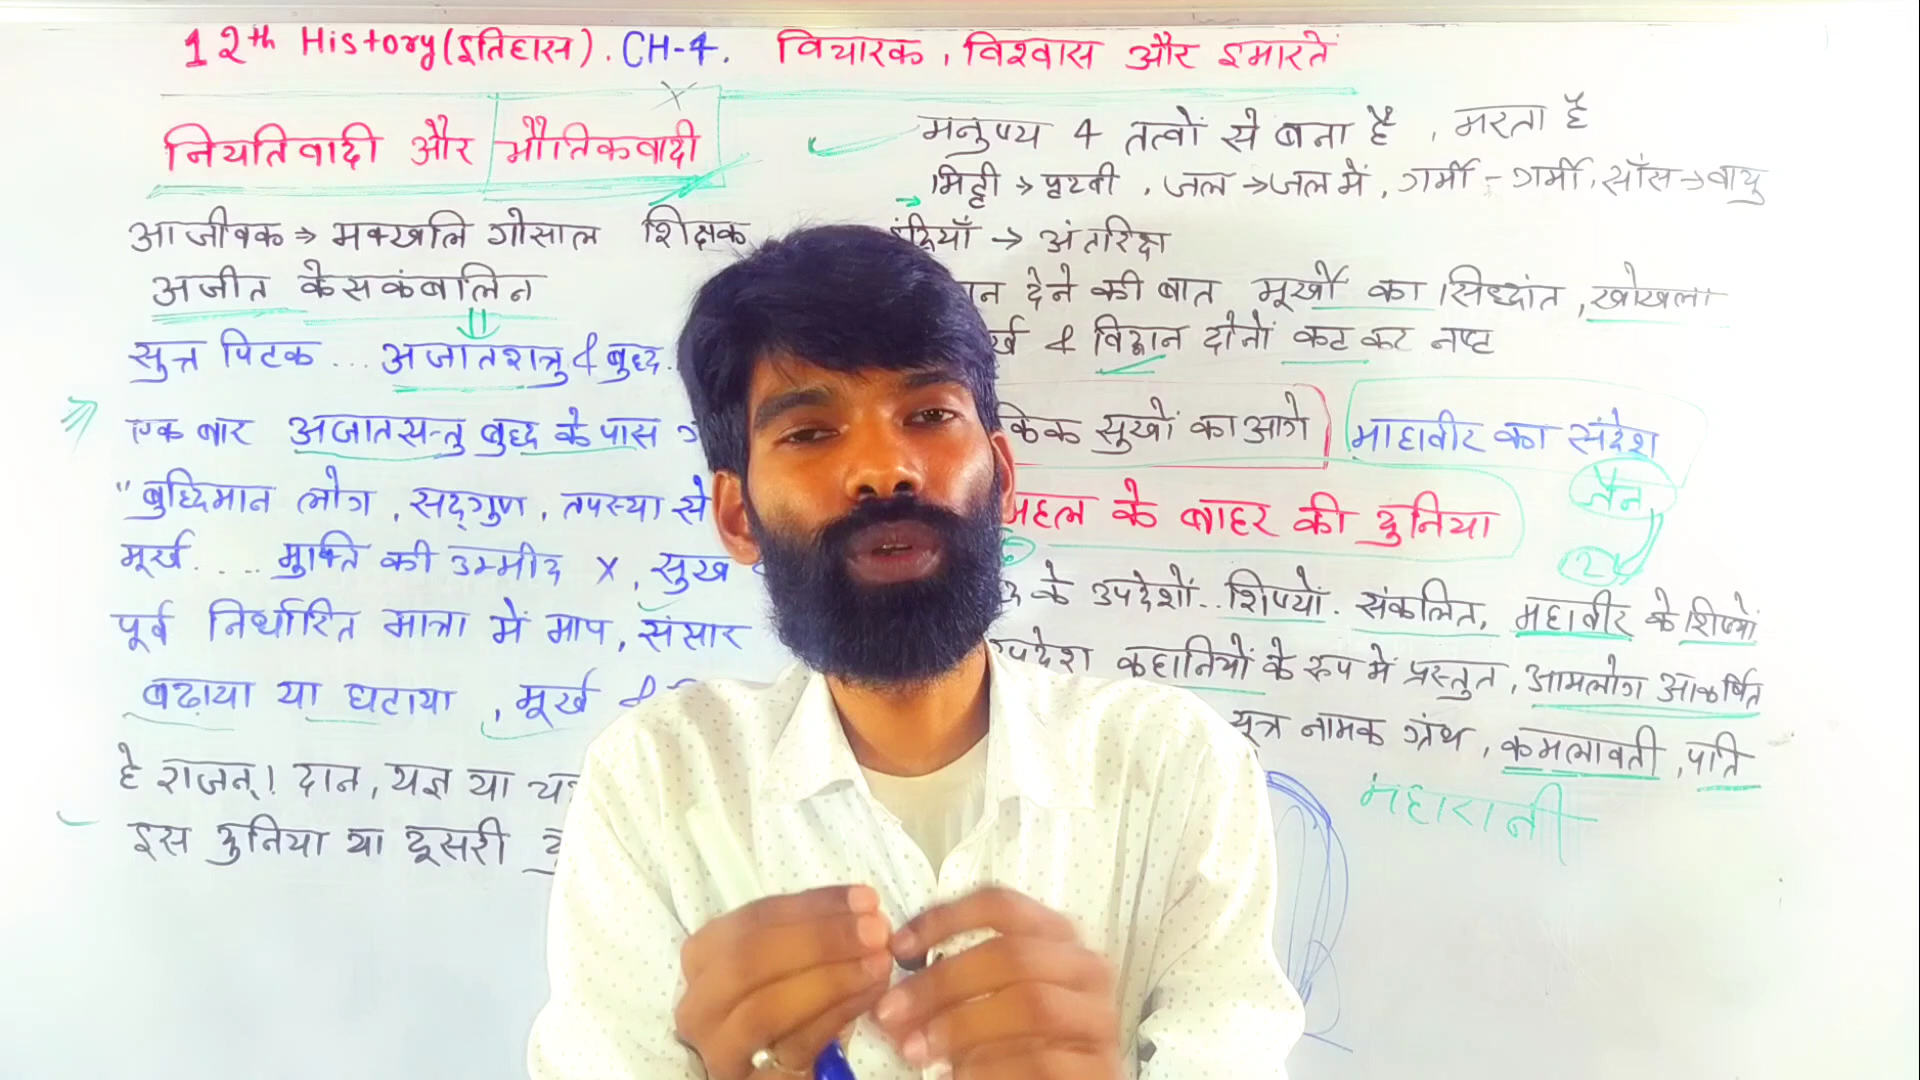 12th History(इतिहास). CH-4. विचारक, विश्वास और इमारतें
नियतिवादी और भौतिकवादी
आजीवक → मक्खलि गोसाल शिक्षक
अजीत केसकंबलिन
सुत्त पिटक ... अजातशत्रु & बुद्ध.
एक बार अजातसत्तु बुद्ध के पास
"बुद्धिमान लोग, सद्गुण, तपस्या से
मूर्ख.... मुक्ति की उम्मीद x, सुख
पूर्व निर्धारित मात्रा में माप, संसार
बढाया या घटाया, मूर्ख &
हे राजन्! दान, यज्ञ या
इस दुनिया या दूसरी
मनुष्य 4 तत्वों से बना है, मरता है
मिट्टी → पृथ्वी, जल → जल में, गर्मी - गर्मी, साँस → वायु
→ अंतरिक्ष
देने की बात मूर्खों का सिध्दांत, खोखला
& विद्वान दोनों कट कट नष्ट
सुखों का आगे
माहावीर का संदेश
जैन
24
के बाहर की दुनिया
के उपदेशों.. शिष्यों. संकलित, महावीर के शिष्यों
उपदेश कहानियों के रूप में प्रस्तुत, आमलोग आकर्षित
नामक ग्रंथ, कमलावती, पति
महारानी